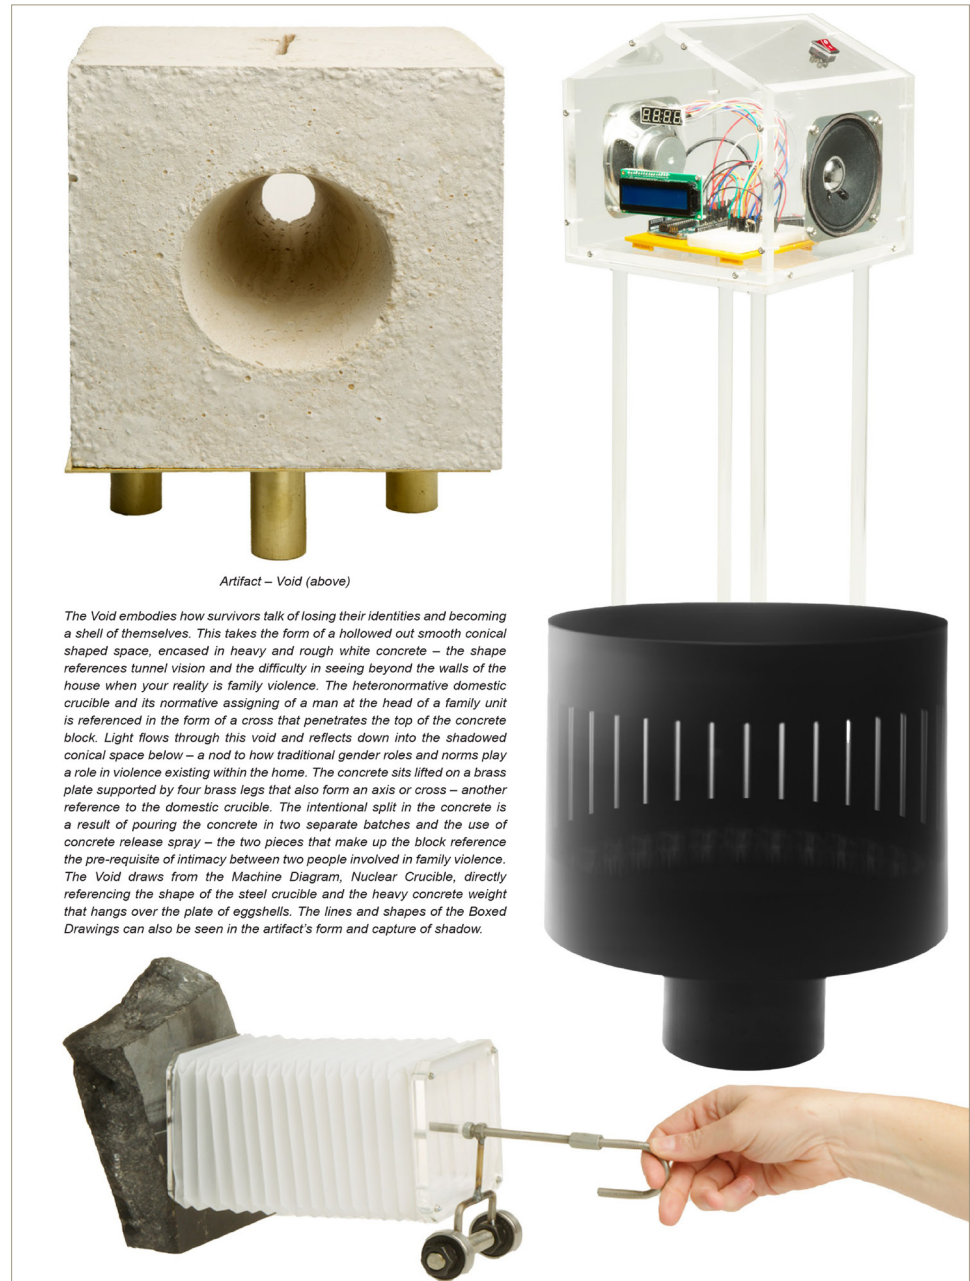 Artifact – Void (above)
The Void embodies how survivors talk of losing their identities and becoming
a shell of themselves. This takes the form of a hollowed out smooth conical
shaped space, encased in heavy and rough white concrete – the shape
references tunnel vision and the difficulty in seeing beyond the walls of the
house when your reality is family violence. The heteronormative domestic
crucible and its normative assigning of a man at the head of a family unit
is referenced in the form of a cross that penetrates the top of the concrete
block. Light flows through this void and reflects down into the shadowed
conical space below – a nod to how traditional gender roles and norms play
a role in violence existing within the home. The concrete sits lifted on a brass
plate supported by four brass legs that also form an axis or cross – another
reference to the domestic crucible. The intentional split in the concrete is
a result of pouring the concrete in two separate batches and the use of
concrete release spray – the two pieces that make up the block reference
the pre-requisite of intimacy between two people involved in family violence.
The Void draws from the Machine Diagram, Nuclear Crucible, directly
referencing the shape of the steel crucible and the heavy concrete weight
that hangs over the plate of eggshells. The lines and shapes of the Boxed
Drawings can also be seen in the artifact's form and capture of shadow.